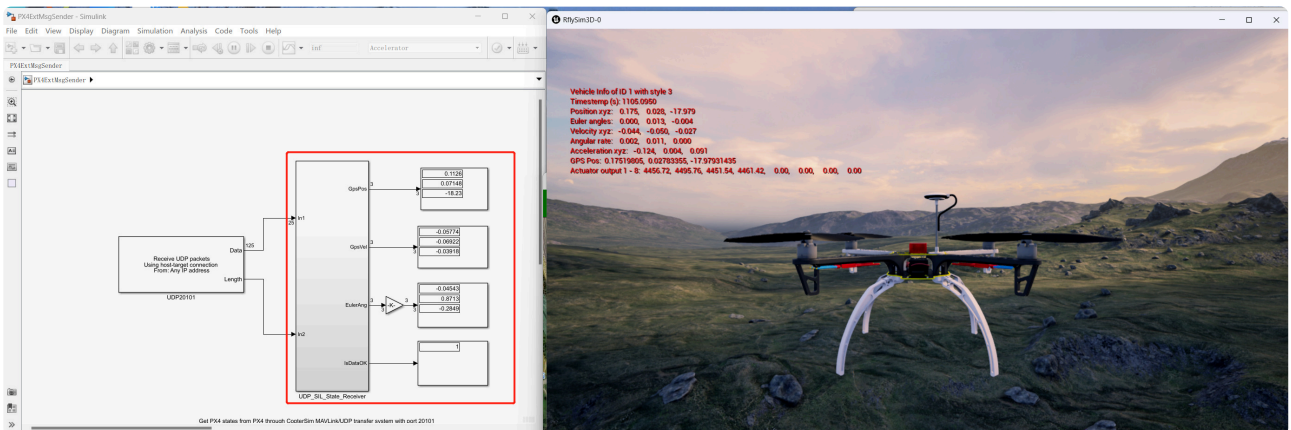 PX4ExtMsgSender - Simulink
File Edit View Display Diagram Simulation Analysis Code Tools Help
inf
Accelerator
PX4ExtMsgSender
PX4ExtMsgSender
Receive UDP packets
Using host-target connection
From: Any IP address
Data
Length
UDP20101
125
In1
In2
GpsPos
GpsVel
EulerAng
IsDataOK
UDP_SIL_State_Receiver
3
3
0.1126
0.07148
-18.23
3
3
-0.05774
-0.06922
-0.03918
3
3
-K-
3
3
-0.04543
0.8713
-0.2849
1
Get PX4 states from PX4 through CopterSim MAVLink/UDP transfer system with port 20101
RflySim3D-0
Vehicle Info of ID 1 with style 3
Timestemp (s): 1105.0950
Position xyz: 0.175, 0.028, -17.979
Euler angles: 0.000, 0.013, -0.004
Velocity xyz: -0.044, -0.050, -0.027
Angular rate: 0.002, 0.011, 0.000
Acceleration xyz: -0.124, 0.004, 0.091
GPS Pos: 0.17519805, 0.02783355, -17.97931435
Actuator output 1 - 8: 4456.72, 4495.76, 4451.54, 4461.42, 0.00, 0.00, 0.00, 0.00